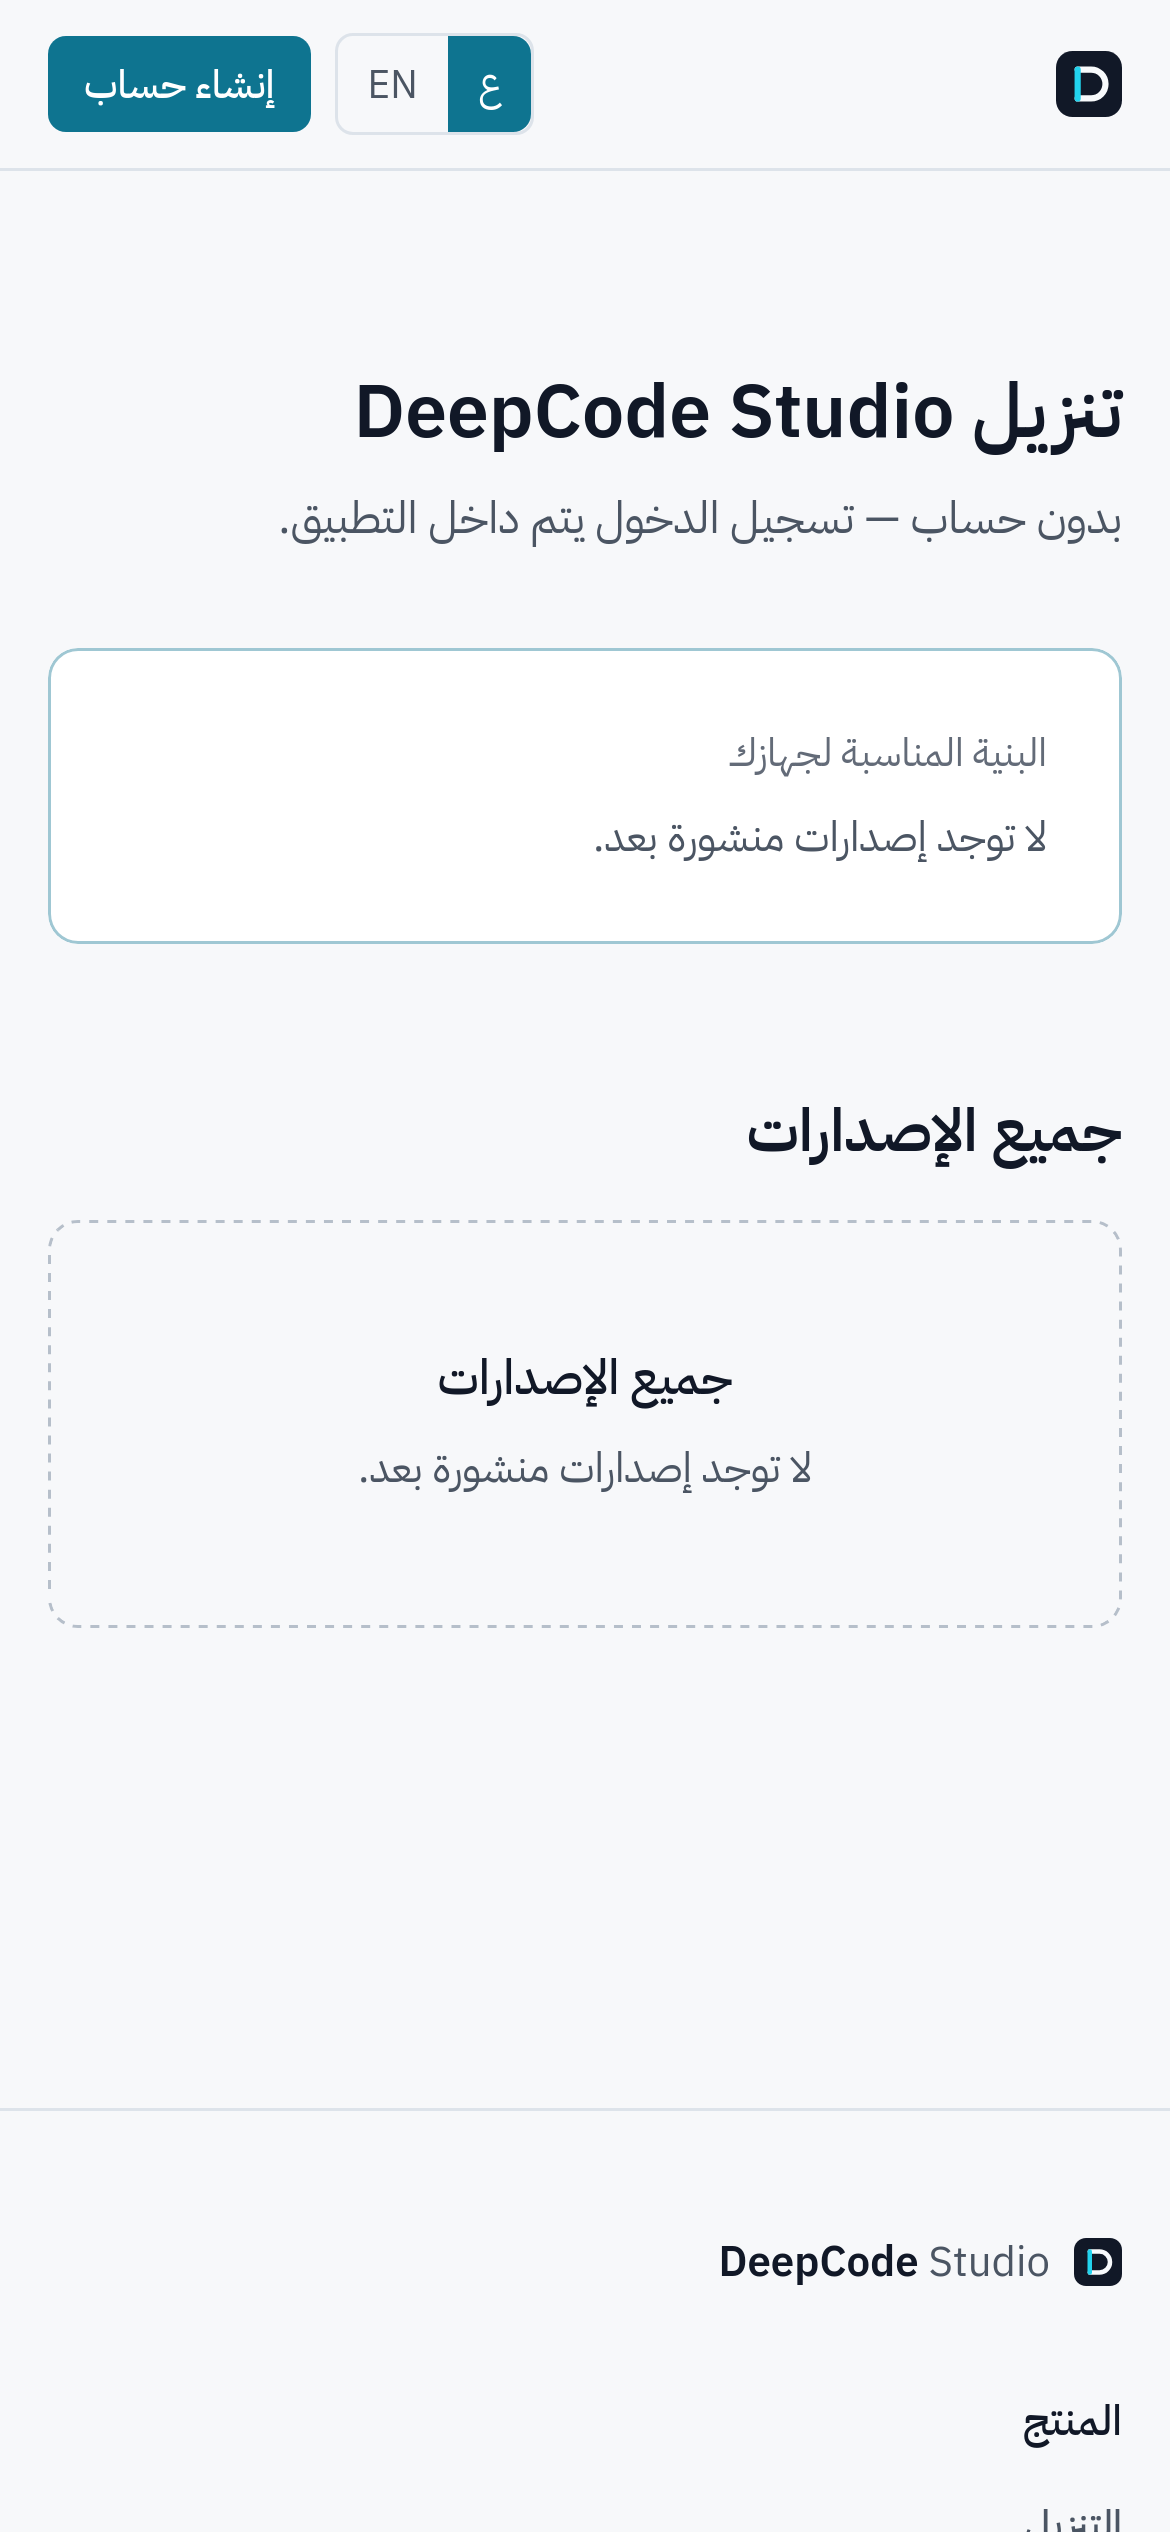 ع
EN
إنشاء حساب
تنزيل DeepCode Studio
بدون حساب — تسجيل الدخول يتم داخل التطبيق.
البنية المناسبة لجهازك
لا توجد إصدارات منشورة بعد.
جميع الإصدارات
جميع الإصدارات
لا توجد إصدارات منشورة بعد.
DeepCode Studio
المنتج
التنزيل